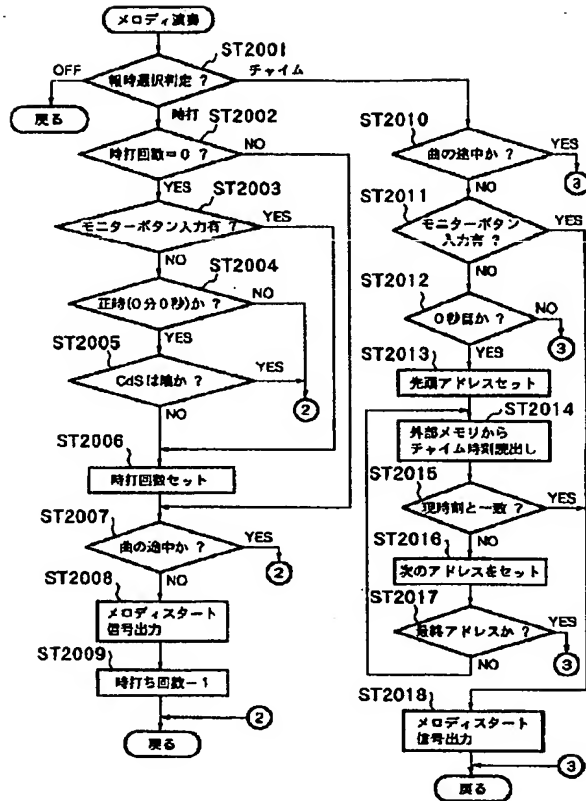 メロディ演奏
ST2001
報時選択判定 ?
OFF
チャイム
戻る
時打
ST2002
時打回数=0 ?
NO
YES
ST2003
モニターボタン入力有 ?
YES
NO
ST2004
正時(0分0秒)か ?
NO
YES
ST2005
CdSは暗か ?
YES
②
NO
ST2006
時打回数セット
ST2007
曲の途中か ?
YES
②
NO
ST2008
メロディスタート
信号出力
ST2009
時打ち回数-1
②
戻る
ST2010
曲の途中か ?
YES
③
NO
ST2011
モニターボタン
入力有 ?
YES
NO
ST2012
0秒目か ?
NO
③
YES
ST2013
先頭アドレスセット
ST2014
外部メモリから
チャイム時刻読出し
ST2015
現時刻と一致 ?
YES
NO
ST2016
次のアドレスをセット
ST2017
最終アドレスか ?
YES
③
NO
ST2018
メロディスタート
信号出力
③
戻る